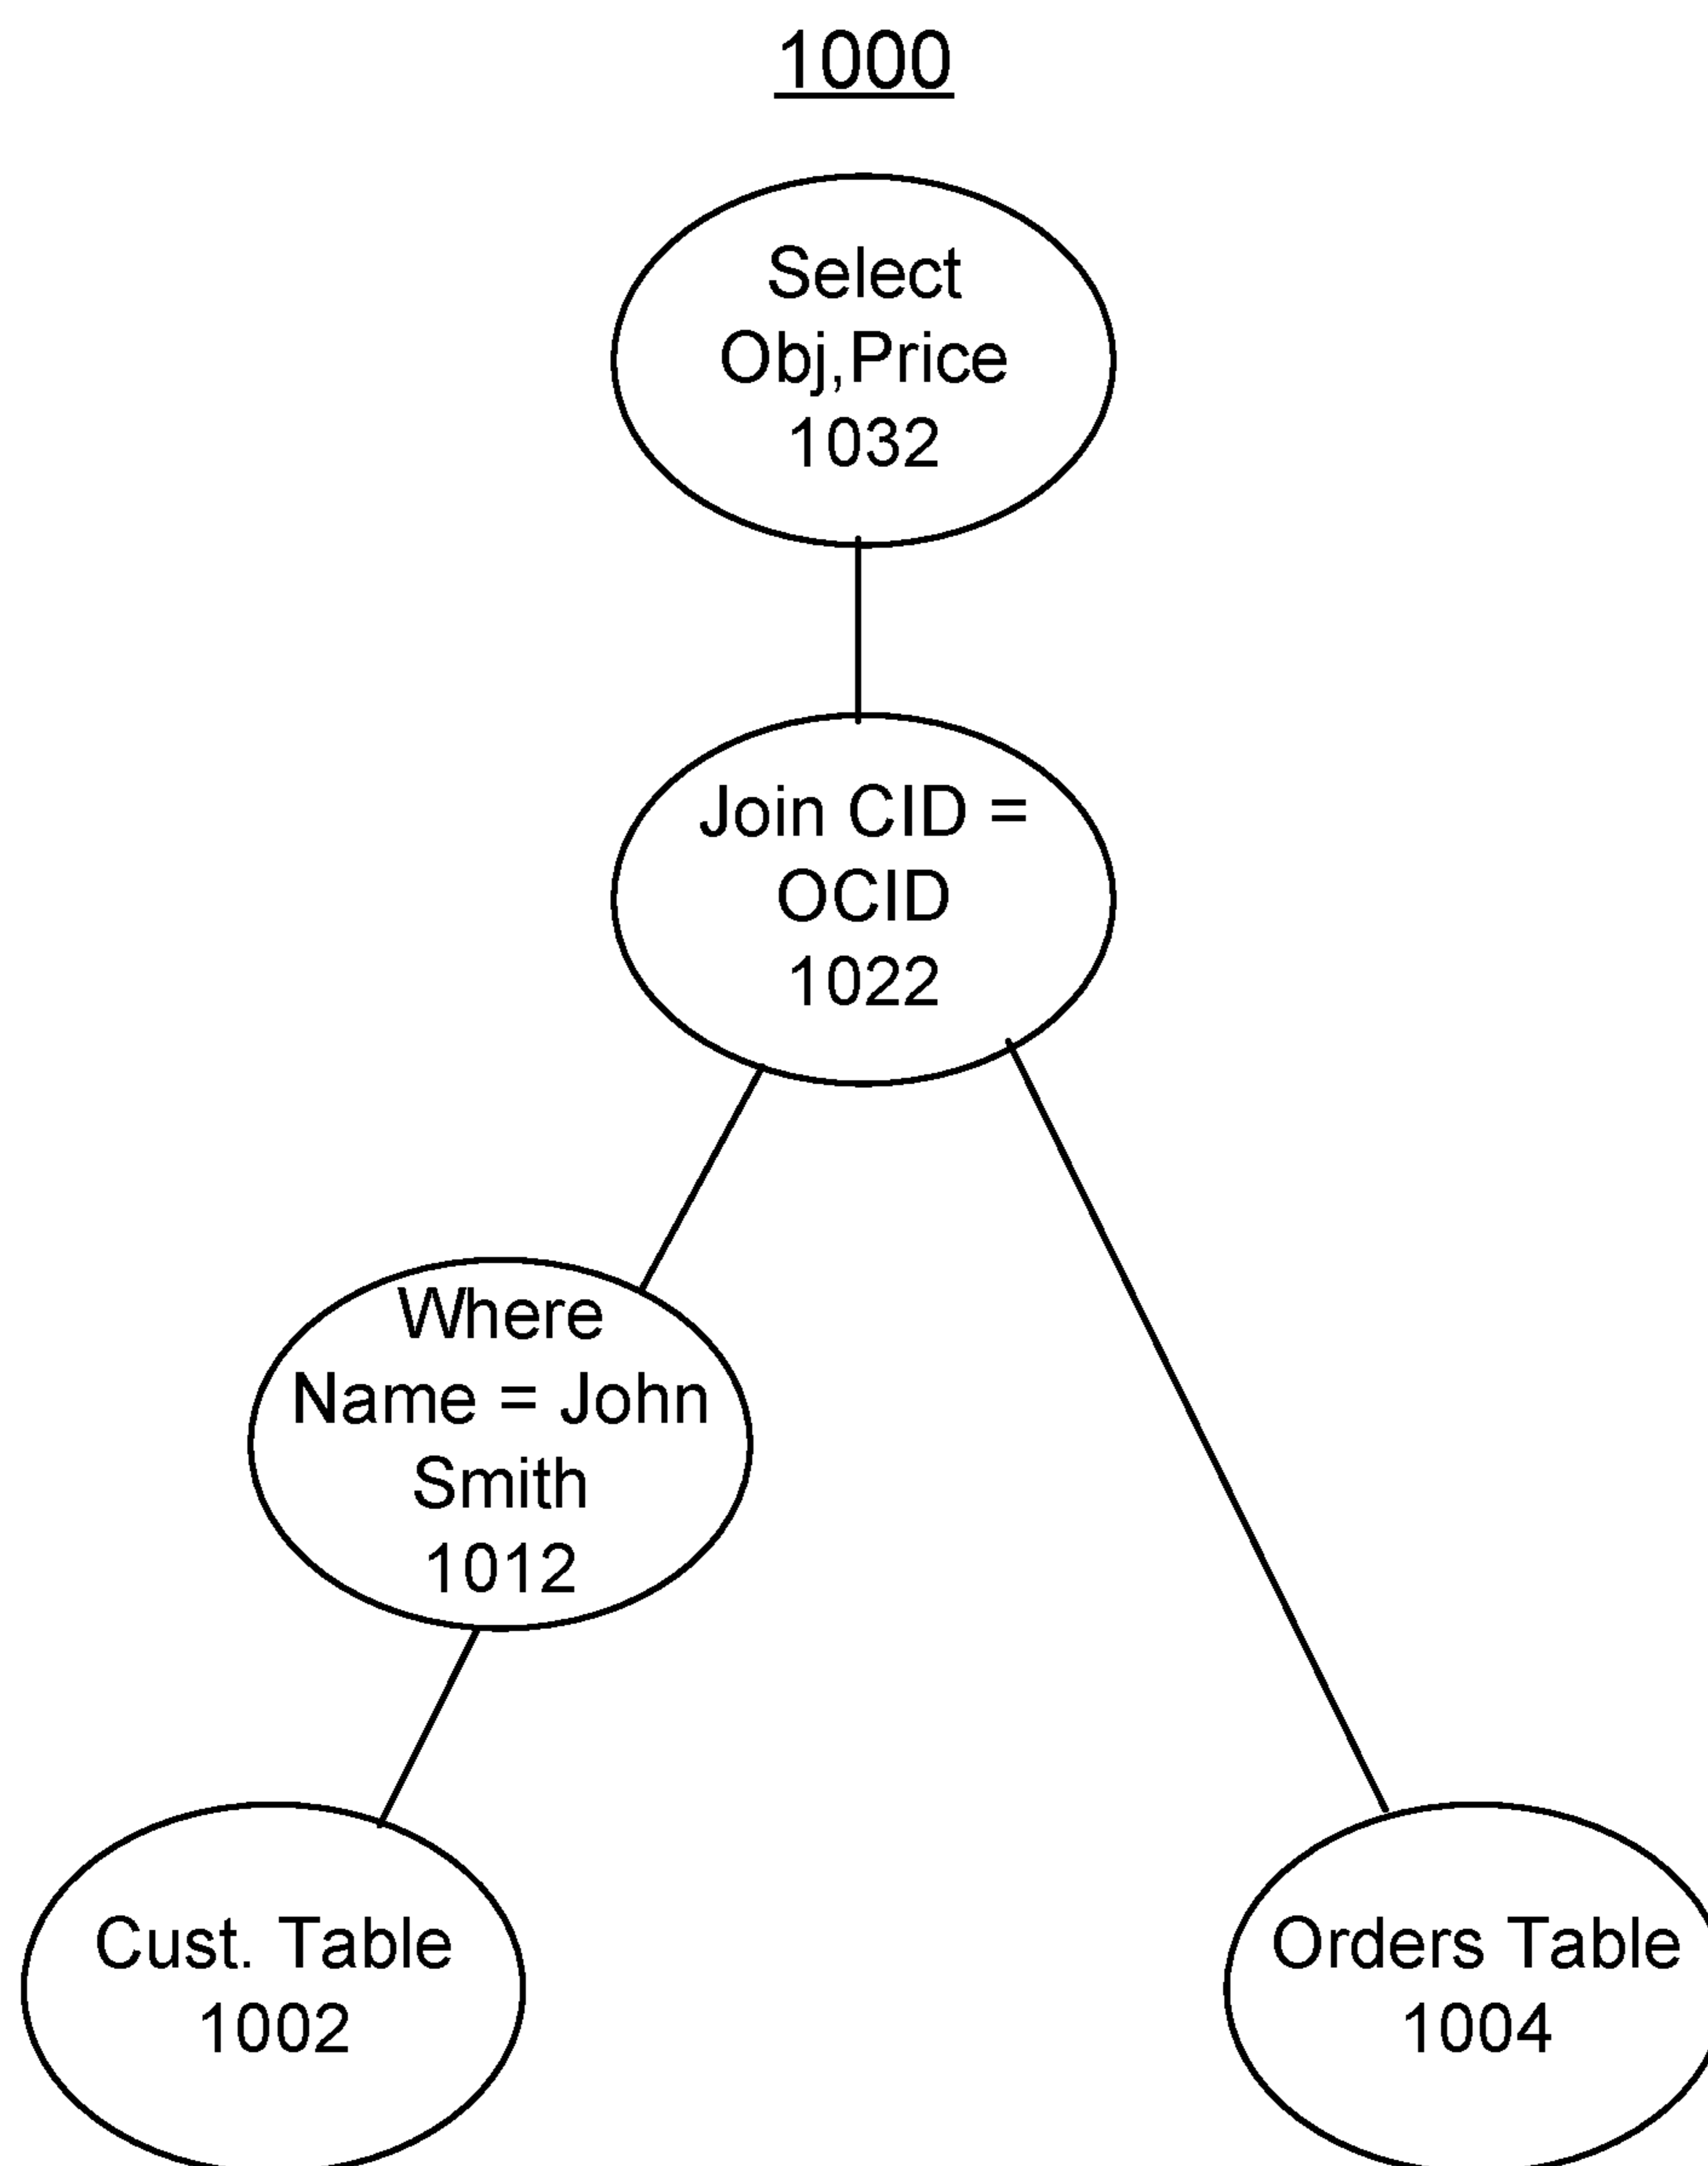 1000
Select
Obj,Price
1032
Join CID =
OCID
1022
Where
Name = John
Smith
1012
Cust. Table
1002
Orders Table
1004